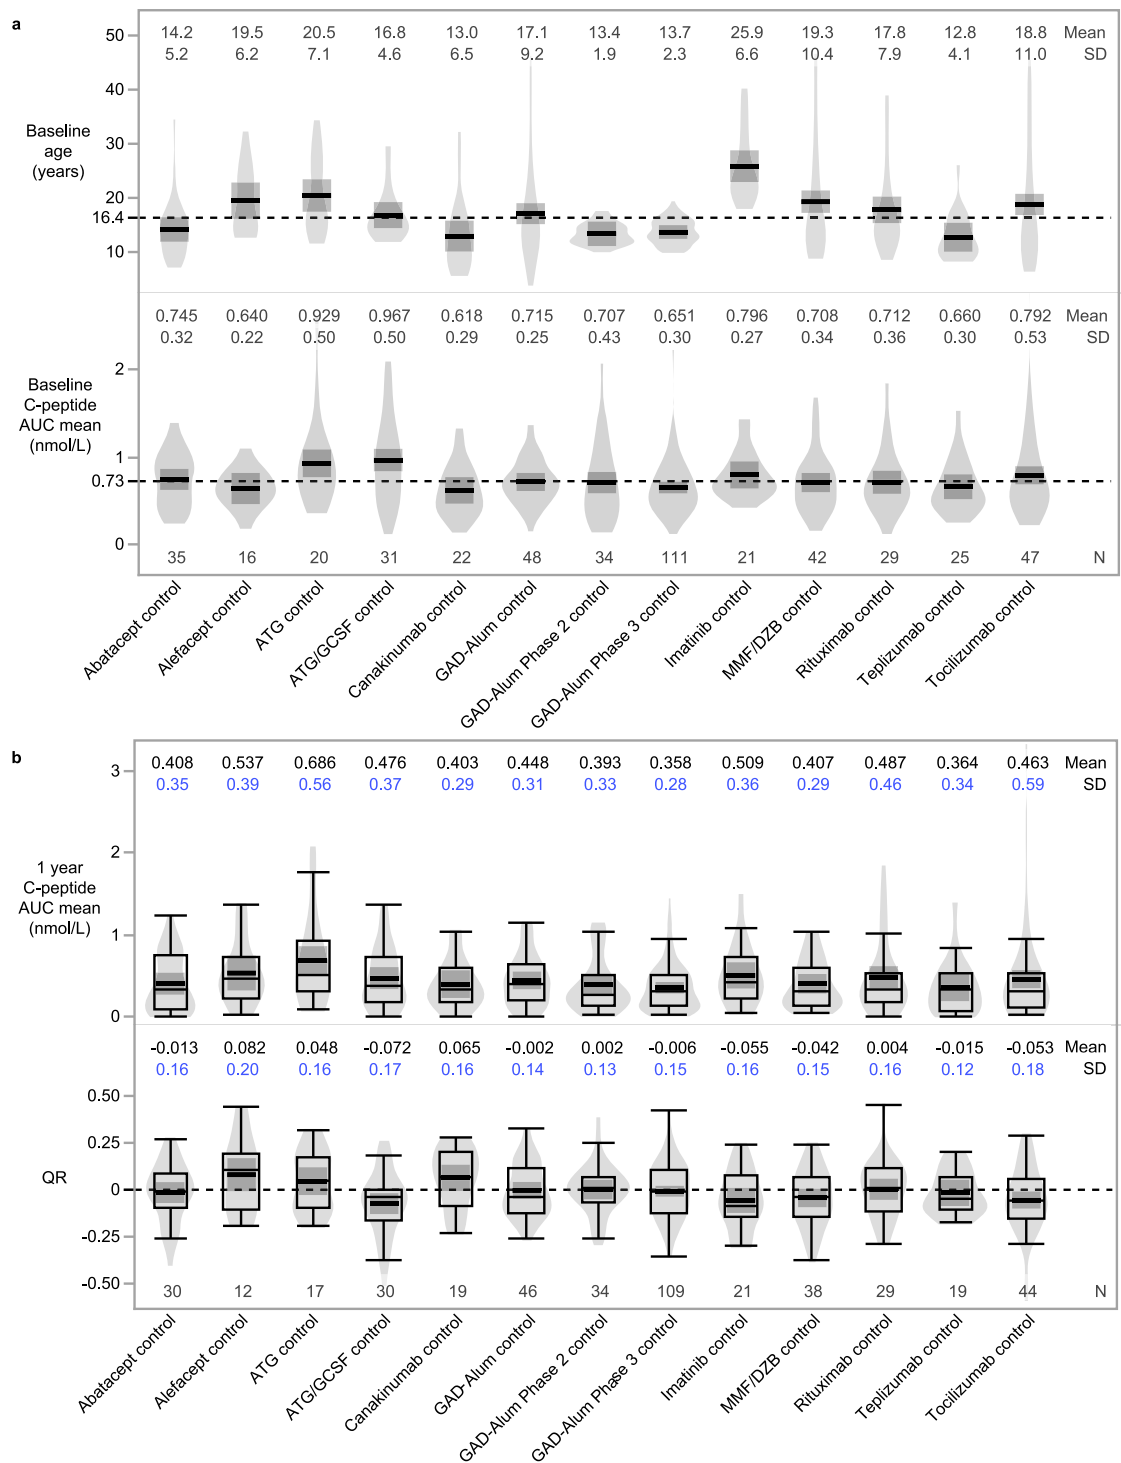 a
14.2 19.5 20.5 16.8 13.0 17.1 13.4 13.7 25.9 19.3 17.8 12.8 18.8 Mean
5.2 6.2 7.1 4.6 6.5 9.2 1.9 2.3 6.6 10.4 7.9 4.1 11.0 SD
50
40
30
20
16.4
10
Baseline
age
(years)
0.745 0.640 0.929 0.967 0.618 0.715 0.707 0.651 0.796 0.708 0.712 0.660 0.792 Mean
0.32 0.22 0.50 0.50 0.29 0.25 0.43 0.30 0.27 0.34 0.36 0.30 0.53 SD
2
1
0.73
0
Baseline
C-peptide
AUC mean
(nmol/L)
35 16 20 31 22 48 34 111 21 42 29 25 47 N
Abatacept control
Alefacept control
ATG control
ATG/GCSF control
Canakinumab control
GAD-Alum control
GAD-Alum Phase 2 control
GAD-Alum Phase 3 control
Imatinib control
MMF/DZB control
Rituximab control
Teplizumab control
Tocilizumab control
b
0.408 0.537 0.686 0.476 0.403 0.448 0.393 0.358 0.509 0.407 0.487 0.364 0.463 Mean
0.35 0.39 0.56 0.37 0.29 0.31 0.33 0.28 0.36 0.29 0.46 0.34 0.59 SD
3
2
1
0
1 year
C-peptide
AUC mean
(nmol/L)
-0.013 0.082 0.048 -0.072 0.065 -0.002 0.002 -0.006 -0.055 -0.042 0.004 -0.015 -0.053 Mean
0.16 0.20 0.16 0.17 0.16 0.14 0.13 0.15 0.16 0.15 0.16 0.12 0.18 SD
0.50
0.25
0
-0.25
-0.50
QR
30 12 17 30 19 46 34 109 21 38 29 19 44 N
Abatacept control
Alefacept control
ATG control
ATG/GCSF control
Canakinumab control
GAD-Alum control
GAD-Alum Phase 2 control
GAD-Alum Phase 3 control
Imatinib control
MMF/DZB control
Rituximab control
Teplizumab control
Tocilizumab control